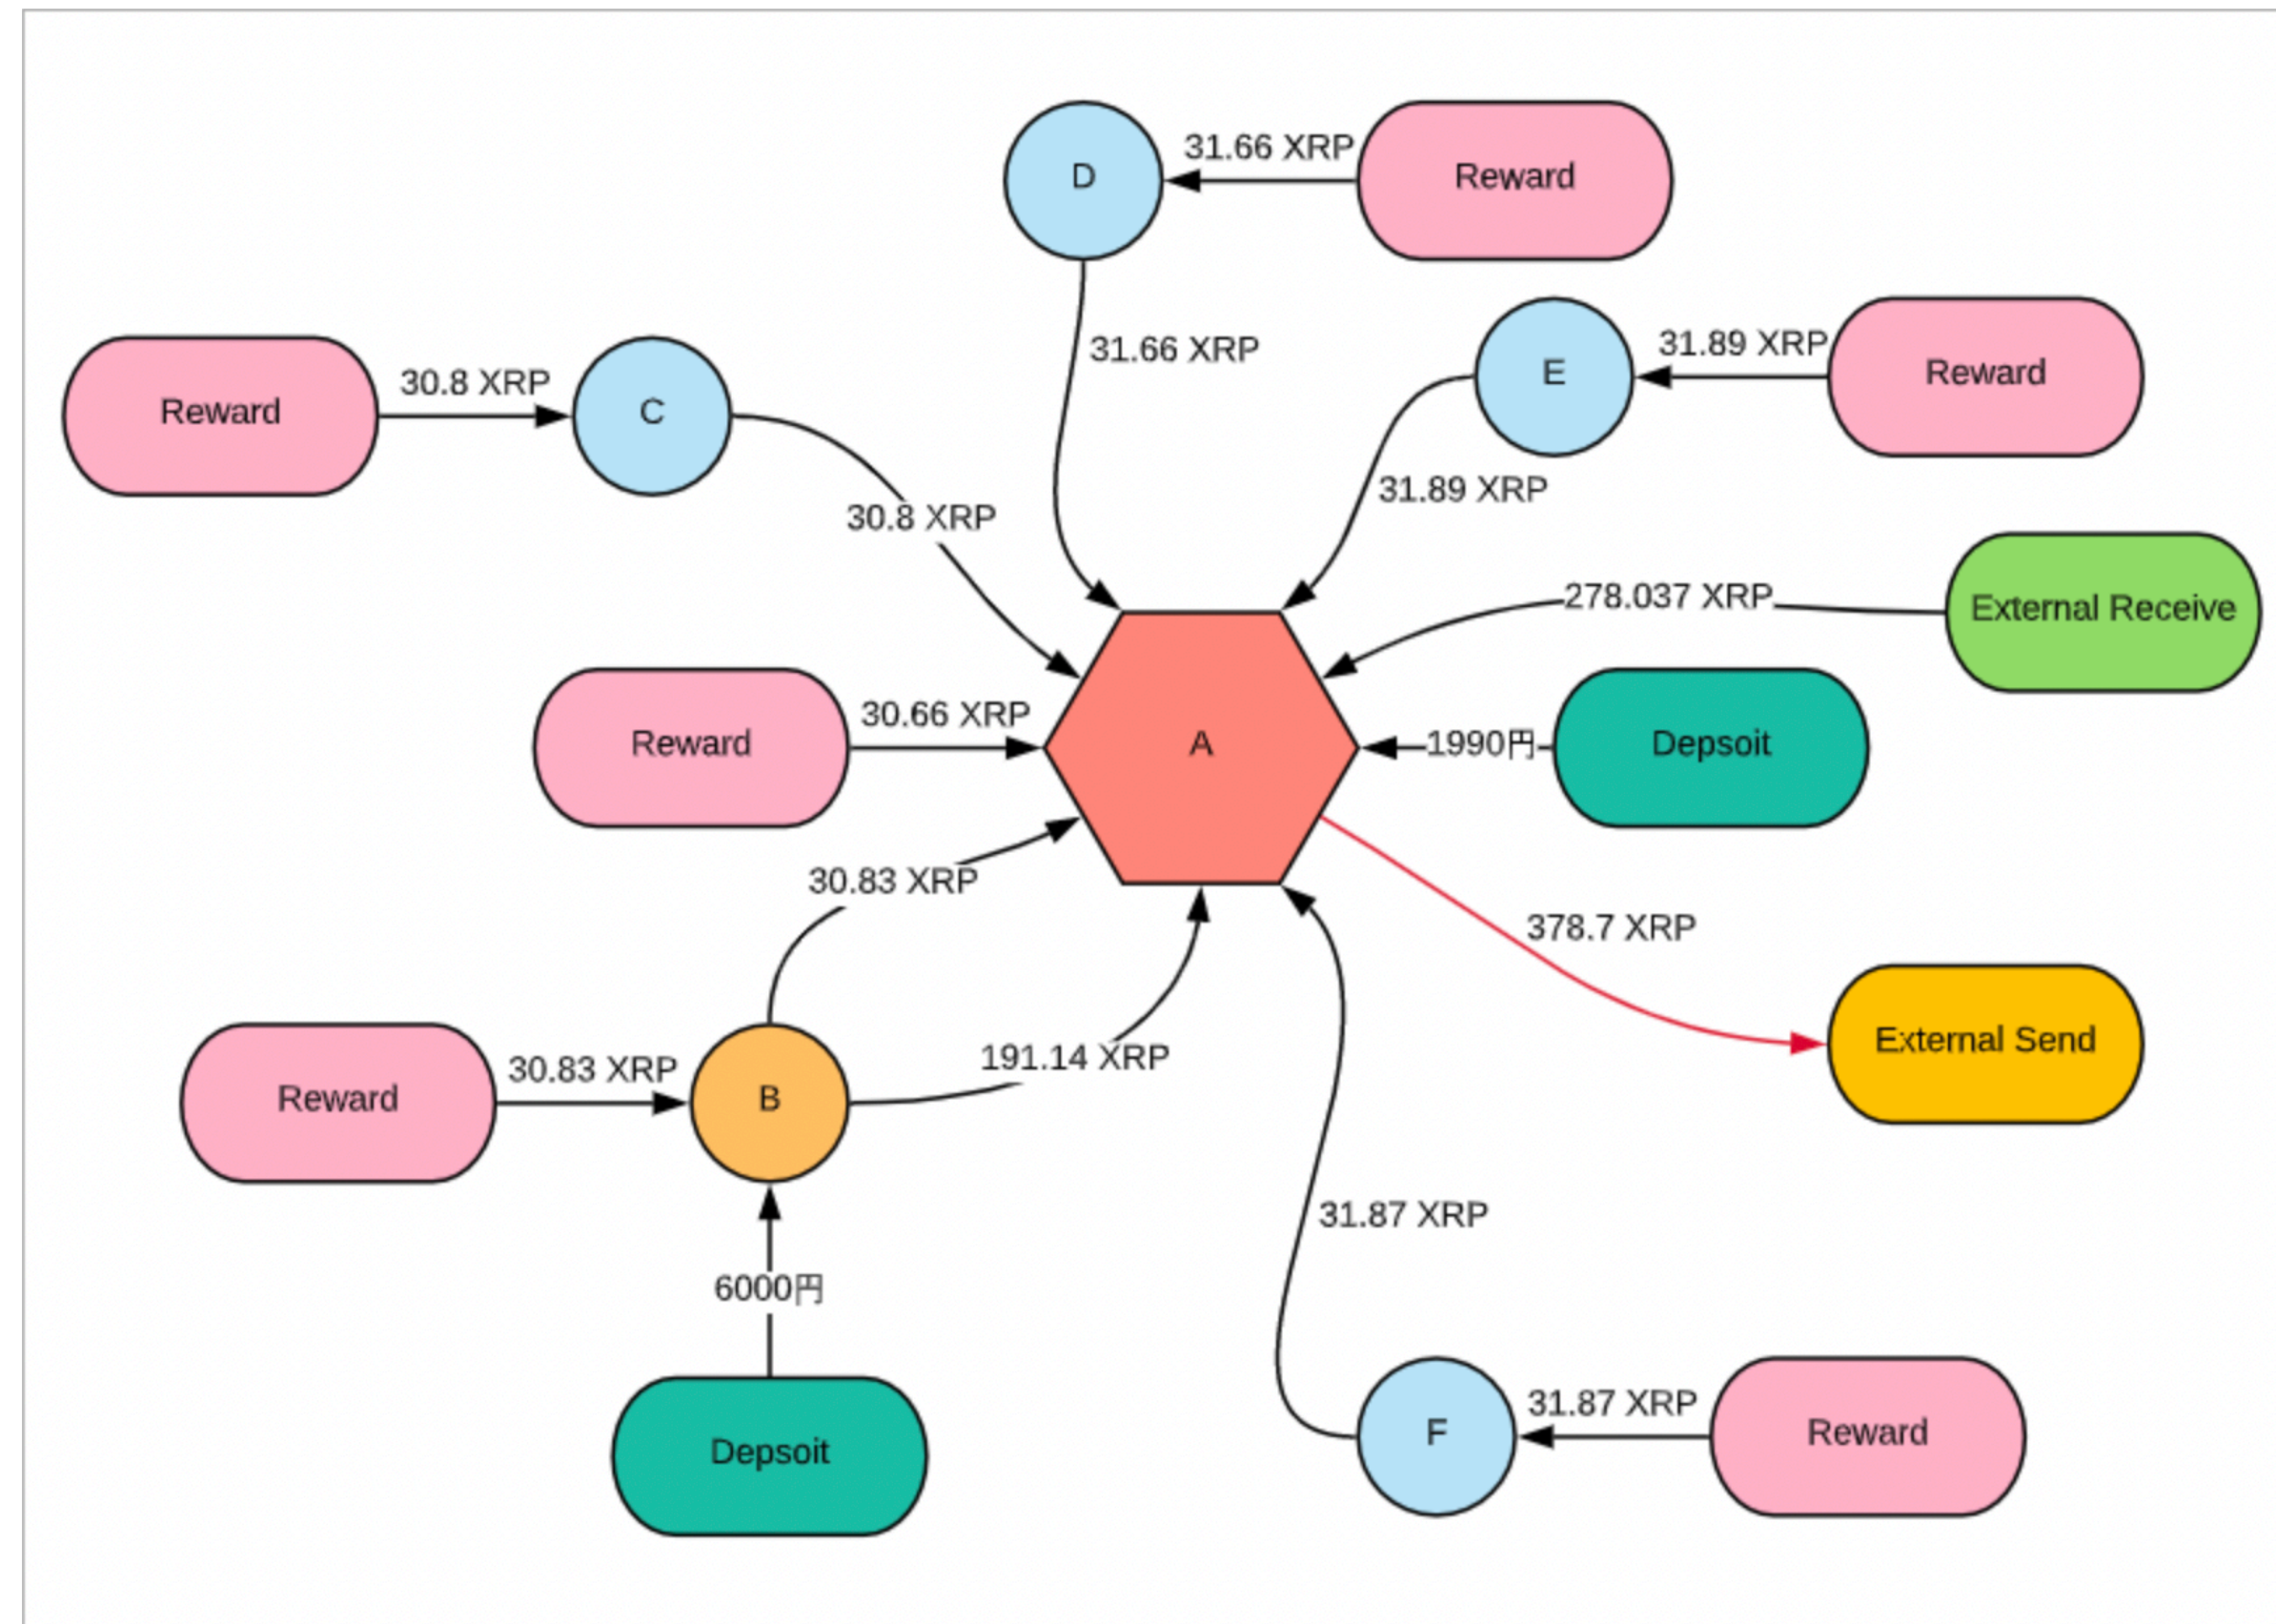 D
31.66 XRP
Reward
31.66 XRP
E
31.89 XRP
Reward
Reward
30.8 XRP
C
30.8 XRP
31.89 XRP
278.037 XRP
External Receive
Reward
30.66 XRP
A
1990円
Depsoit
30.83 XRP
378.7 XRP
External Send
Reward
30.83 XRP
B
191.14 XRP
31.87 XRP
6000円
Depsoit
F
31.87 XRP
Reward